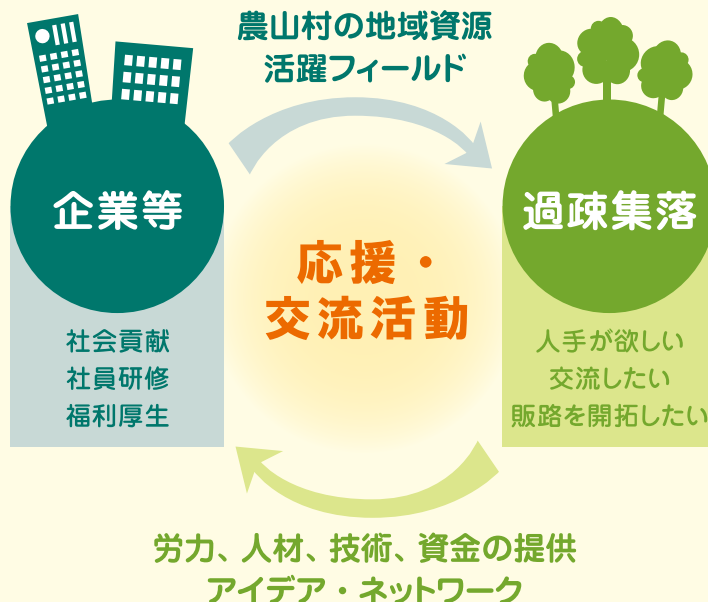 農山村の地域資源
活躍フィールド
企業等
社会貢献
社員研修
福利厚生
応援・
交流活動
過疎集落
人手が欲しい
交流したい
販路を開拓したい
労力、人材、技術、資金の提供
アイデア・ネットワーク